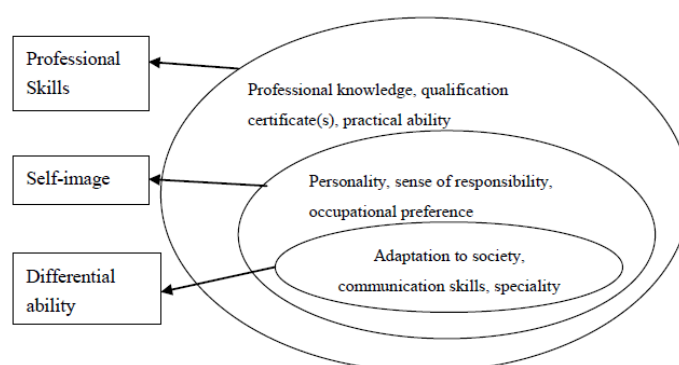 Professional
Skills
Professional knowledge, qualification
certificate(s), practical ability
Self-image
Personality, sense of responsibility,
occupational preference
Differential
ability
Adaptation to society,
communication skills, speciality